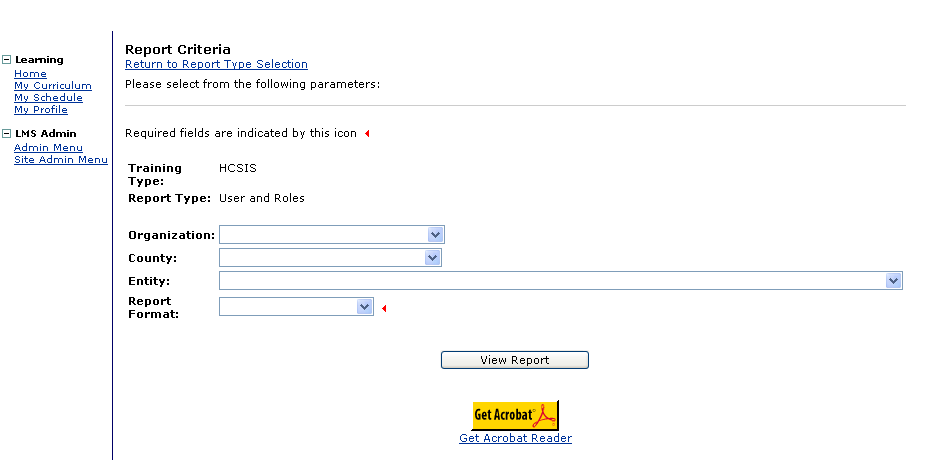 Learning
Home
My Curriculum
My Schedule
My Profile
LMS Admin
Admin Menu
Site Admin Menu
Report Criteria
Return to Report Type Selection
Please select from the following parameters:
Required fields are indicated by this icon
Training
Type:
HCSIS
Report Type: User and Roles
Organization:
County:
Entity:
Report
Format:
View Report
Get Acrobat
Get Acrobat Reader